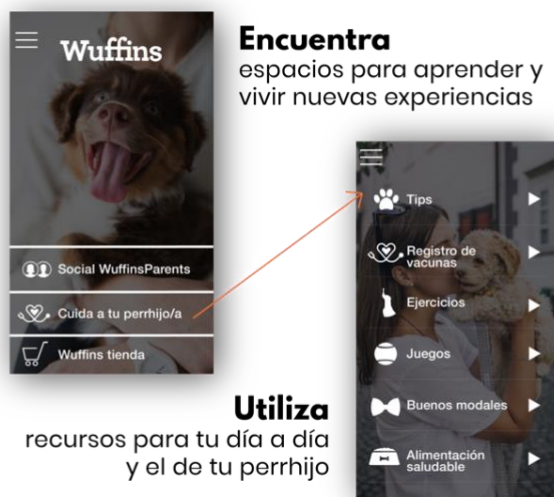 Wuffins
Encuentra
espacios para aprender y
vivir nuevas experiencias
Social WuffinsParents
Cuida a tu perrhijo/a
Wuffins tienda
Tips
Registro de
vacunas
Ejercicios
Juegos
Buenos modales
Alimentación
saludable
Utiliza
recursos para tu día a día
y el de tu perrhijo